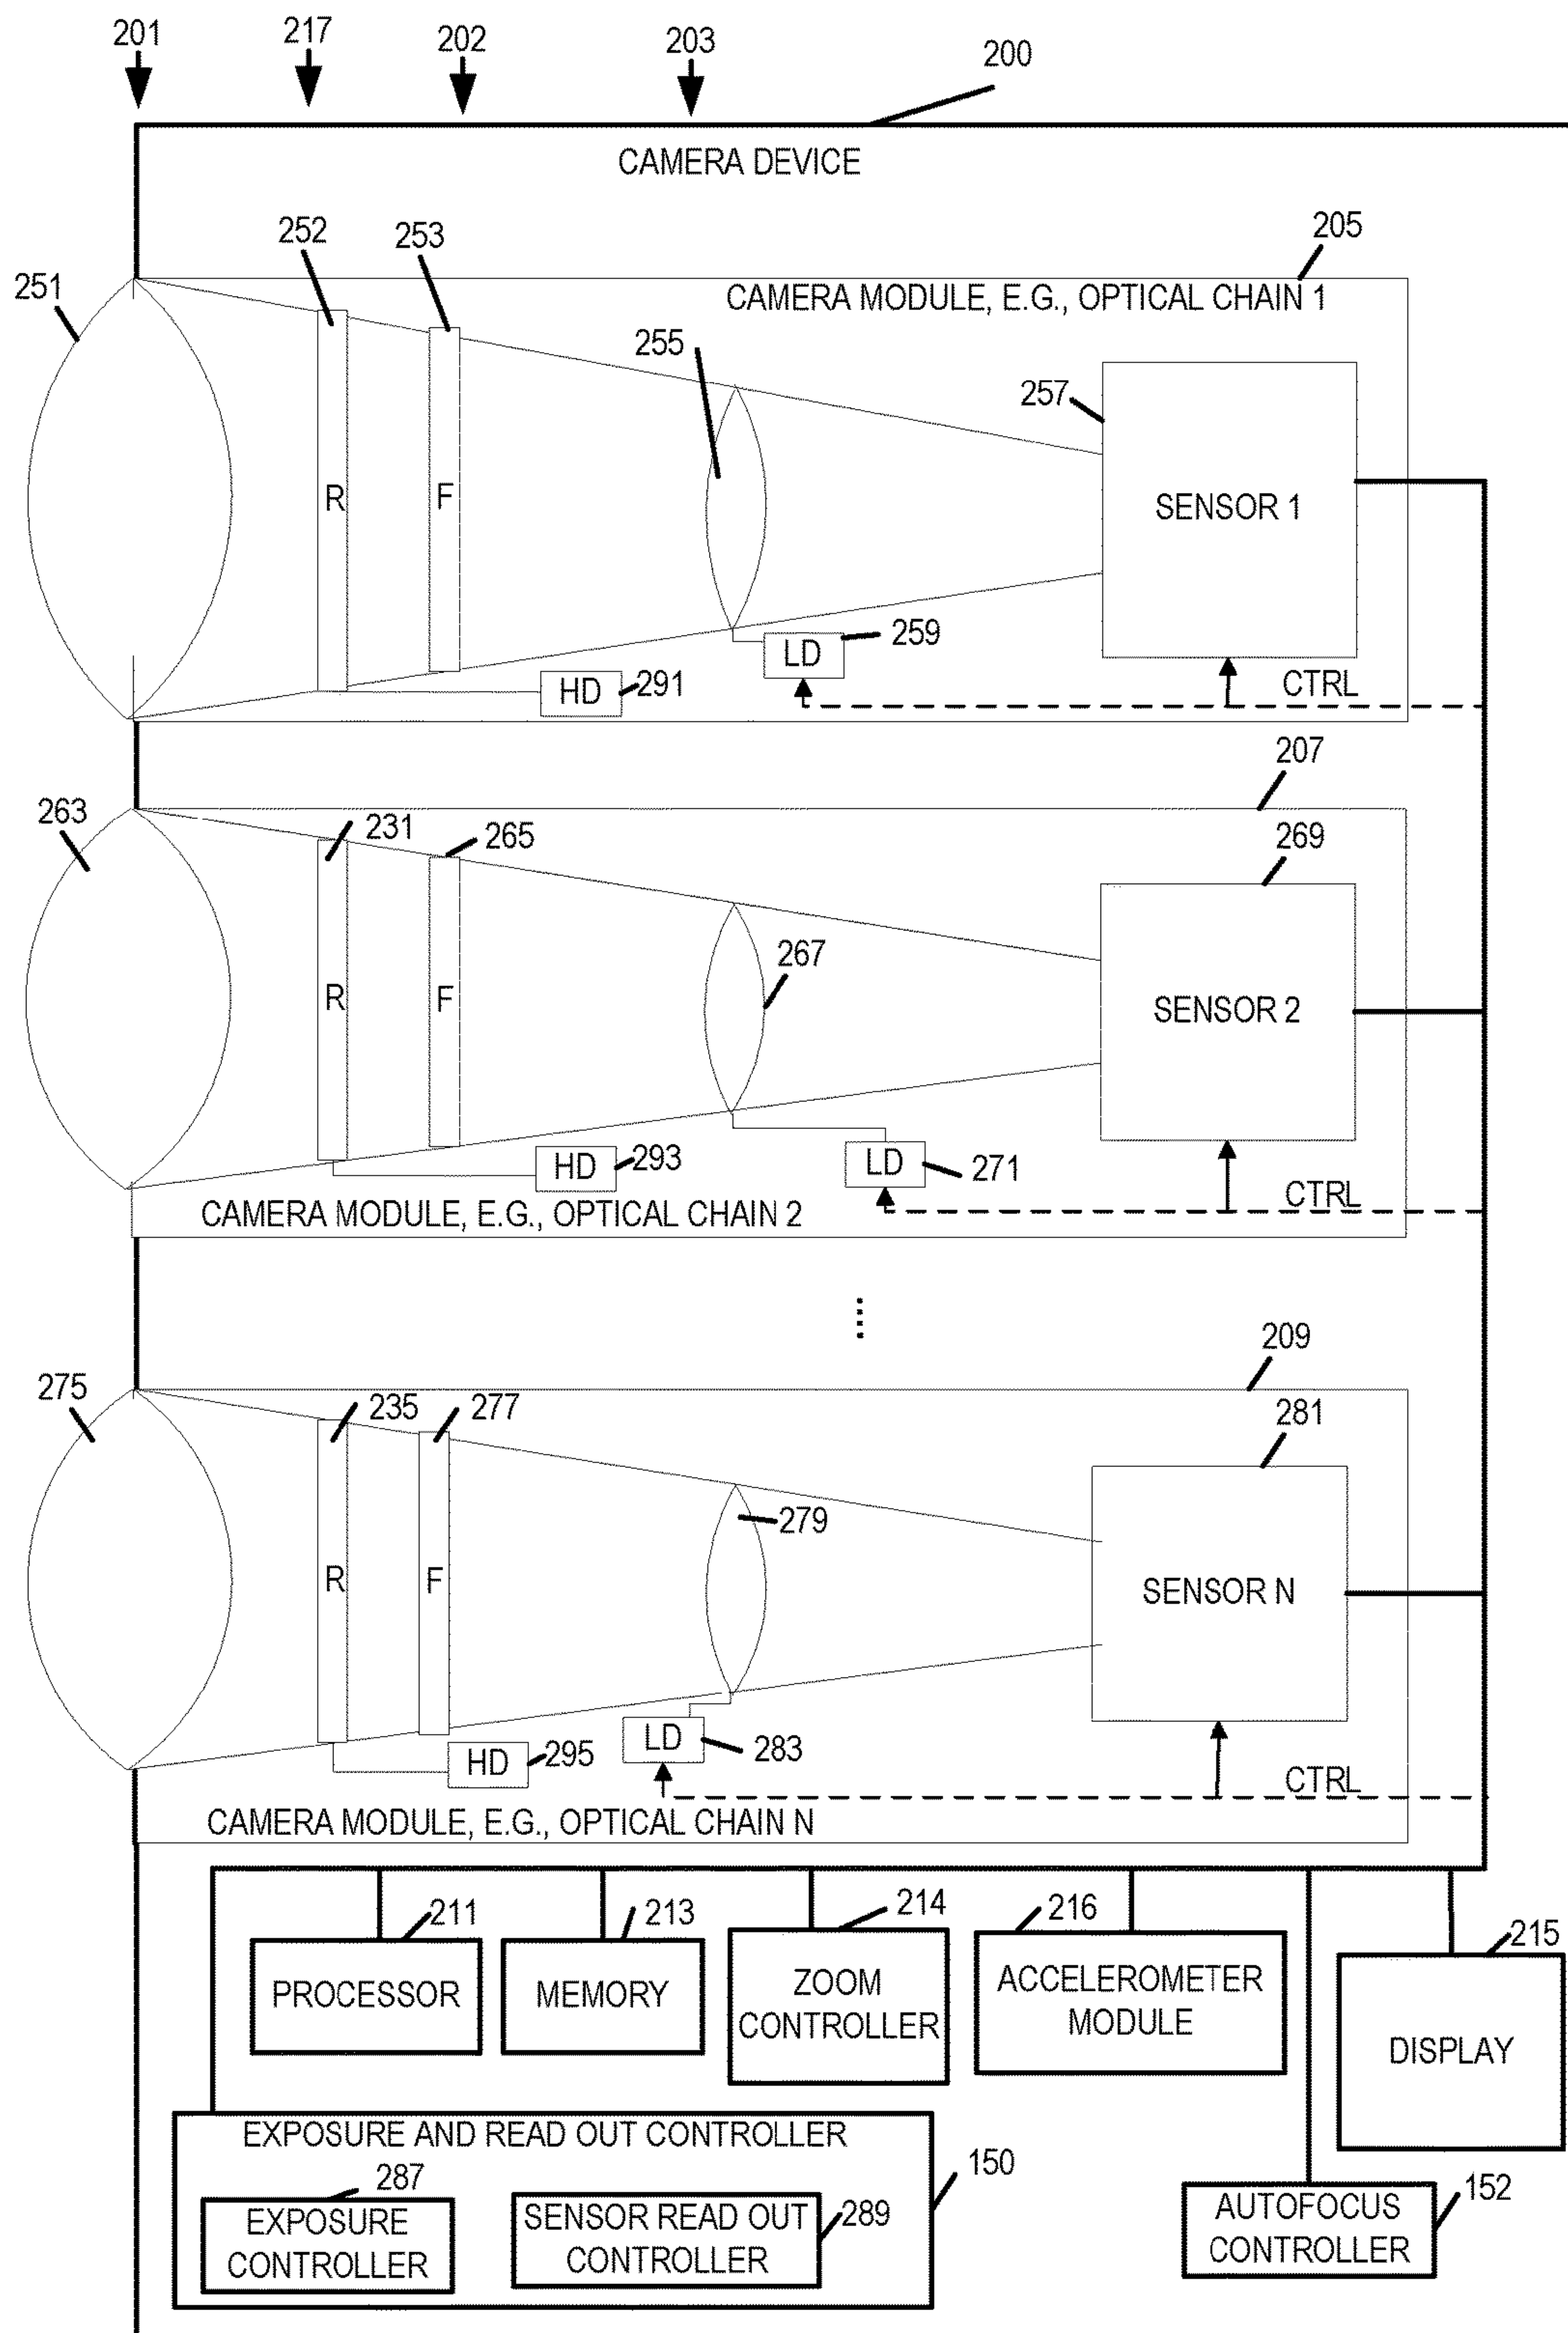 201
217
202
203
200
CAMERA DEVICE
252
253
205
251
CAMERA MODULE, E.G., OPTICAL CHAIN 1
255
257
R
F
SENSOR 1
LD
259
HD
291
CTRL
207
263
231
265
269
267
R
F
SENSOR 2
HD
293
LD
271
CAMERA MODULE, E.G., OPTICAL CHAIN 2
CTRL
209
275
235
277
281
279
R
F
SENSOR N
LD
283
HD
295
CTRL
CAMERA MODULE, E.G., OPTICAL CHAIN N
211
213
214
216
215
PROCESSOR
MEMORY
ZOOM
CONTROLLER
ACCELEROMETER
MODULE
DISPLAY
EXPOSURE AND READ OUT CONTROLLER
150
287
EXPOSURE
CONTROLLER
SENSOR READ OUT
CONTROLLER
289
AUTOFOCUS
CONTROLLER
152